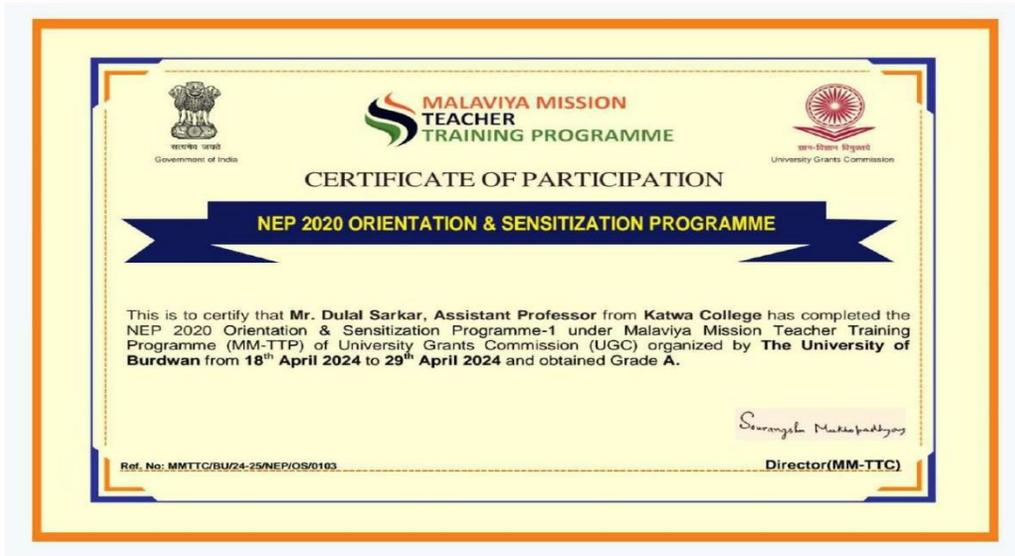 सत्यमेव जयते
Government of India
MALAVIYA MISSION
TEACHER
TRAINING PROGRAMME
ज्ञान-विज्ञान विमुक्तये
University Grants Commission
CERTIFICATE OF PARTICIPATION
NEP 2020 ORIENTATION & SENSITIZATION PROGRAMME
This is to certify that Mr. Dulal Sarkar, Assistant Professor from Katwa College has completed the
NEP 2020 Orientation & Sensitization Programme-1 under Malaviya Mission Teacher Training
Programme (MM-TTP) of University Grants Commission (UGC) organized by The University of
Burdwan from 18th April 2024 to 29th April 2024 and obtained Grade A.
Sourangshu Mukhopadhyay
Ref. No: MMTTC/BU/24-25/NEP/OS/0103
Director(MM-TTC)